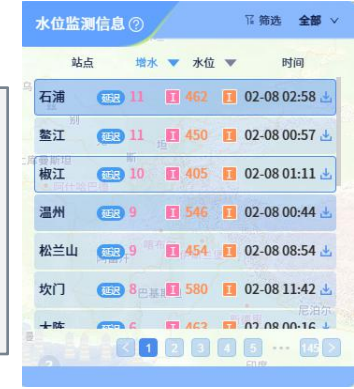 水位监测信息 ? 筛选 全部
站点 增水 水位 时间
石浦 延迟 11 I 462 I 02-08 02:58
鳌江 延迟 11 I 450 I 02-08 00:57
椒江 延迟 10 I 405 I 02-08 01:11
温州 延迟 9 I 546 I 02-08 00:44
松兰山 延迟 9 I 454 I 02-08 08:54
坎门 延迟 8 I 580 I 02-08 11:42
大陈 延迟 6 I 463 I 02-08 00:16
< 1 2 3 4 5 ··· 145 >